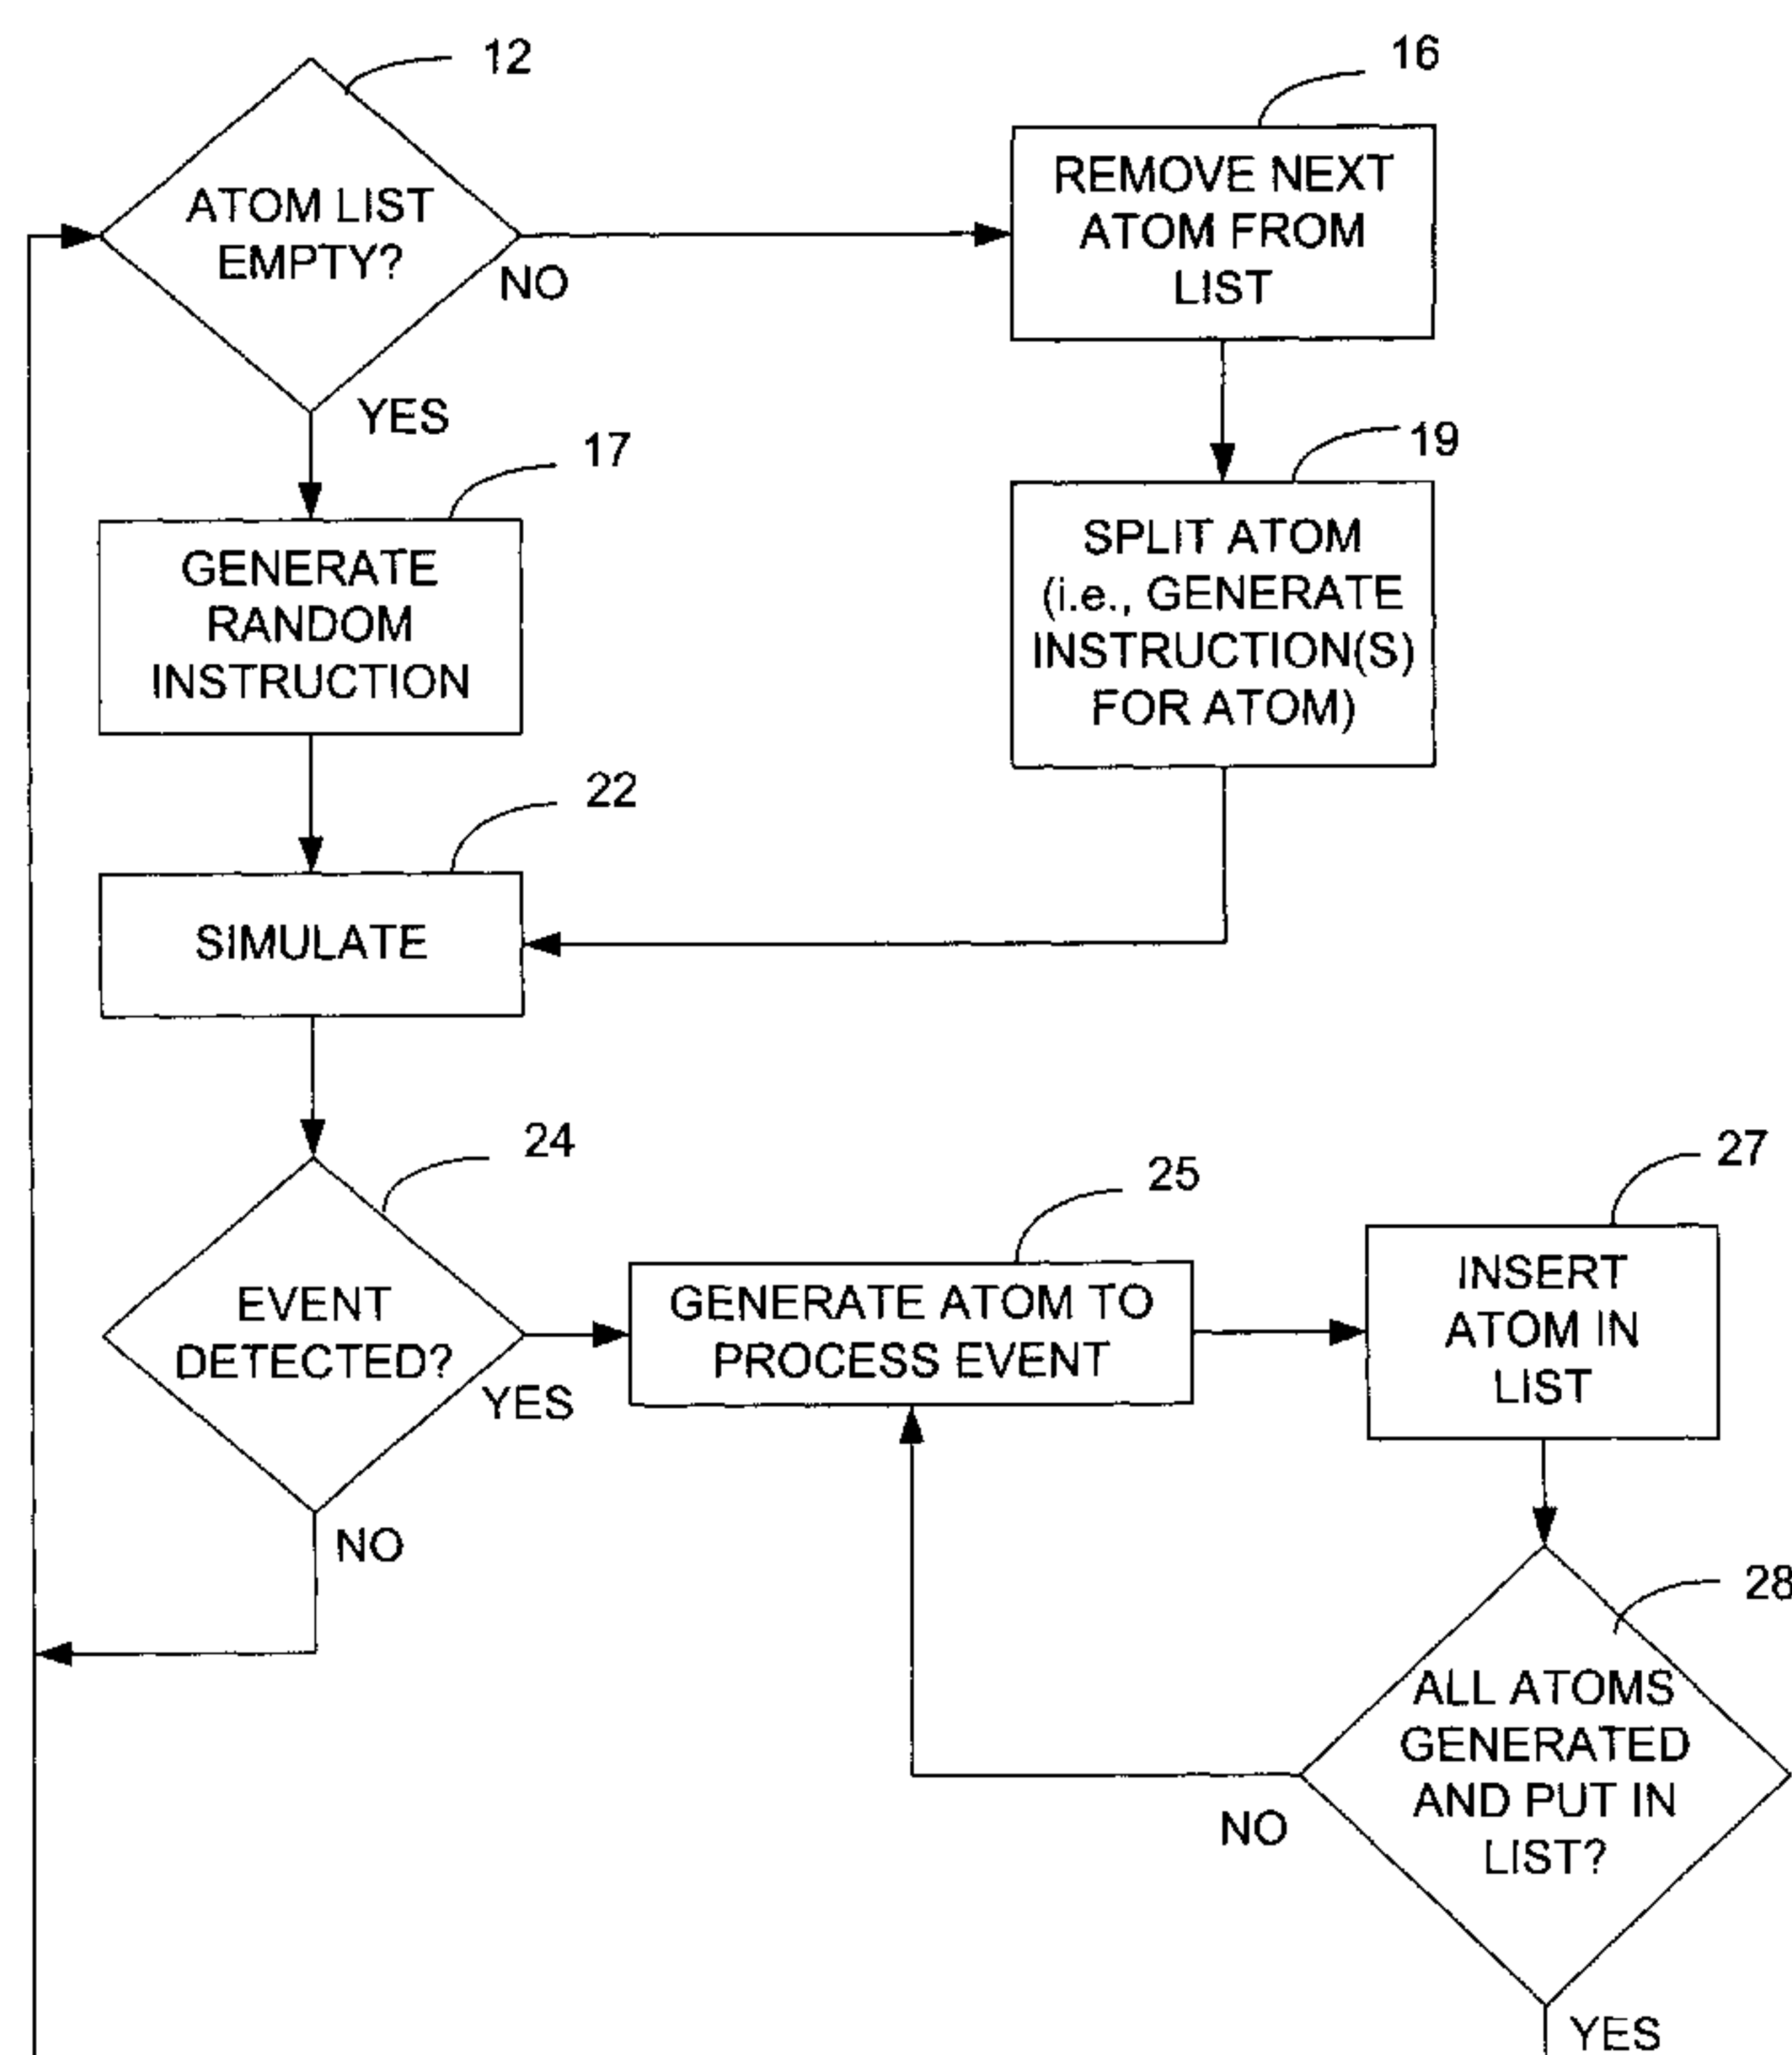 12
ATOM LIST
EMPTY?
NO
YES
16
REMOVE NEXT
ATOM FROM
LIST
17
GENERATE
RANDOM
INSTRUCTION
19
SPLIT ATOM
(i.e., GENERATE
INSTRUCTION(S)
FOR ATOM)
22
SIMULATE
24
EVENT
DETECTED?
YES
NO
25
GENERATE ATOM TO
PROCESS EVENT
27
INSERT
ATOM IN
LIST
28
ALL ATOMS
GENERATED
AND PUT IN
LIST?
NO
YES